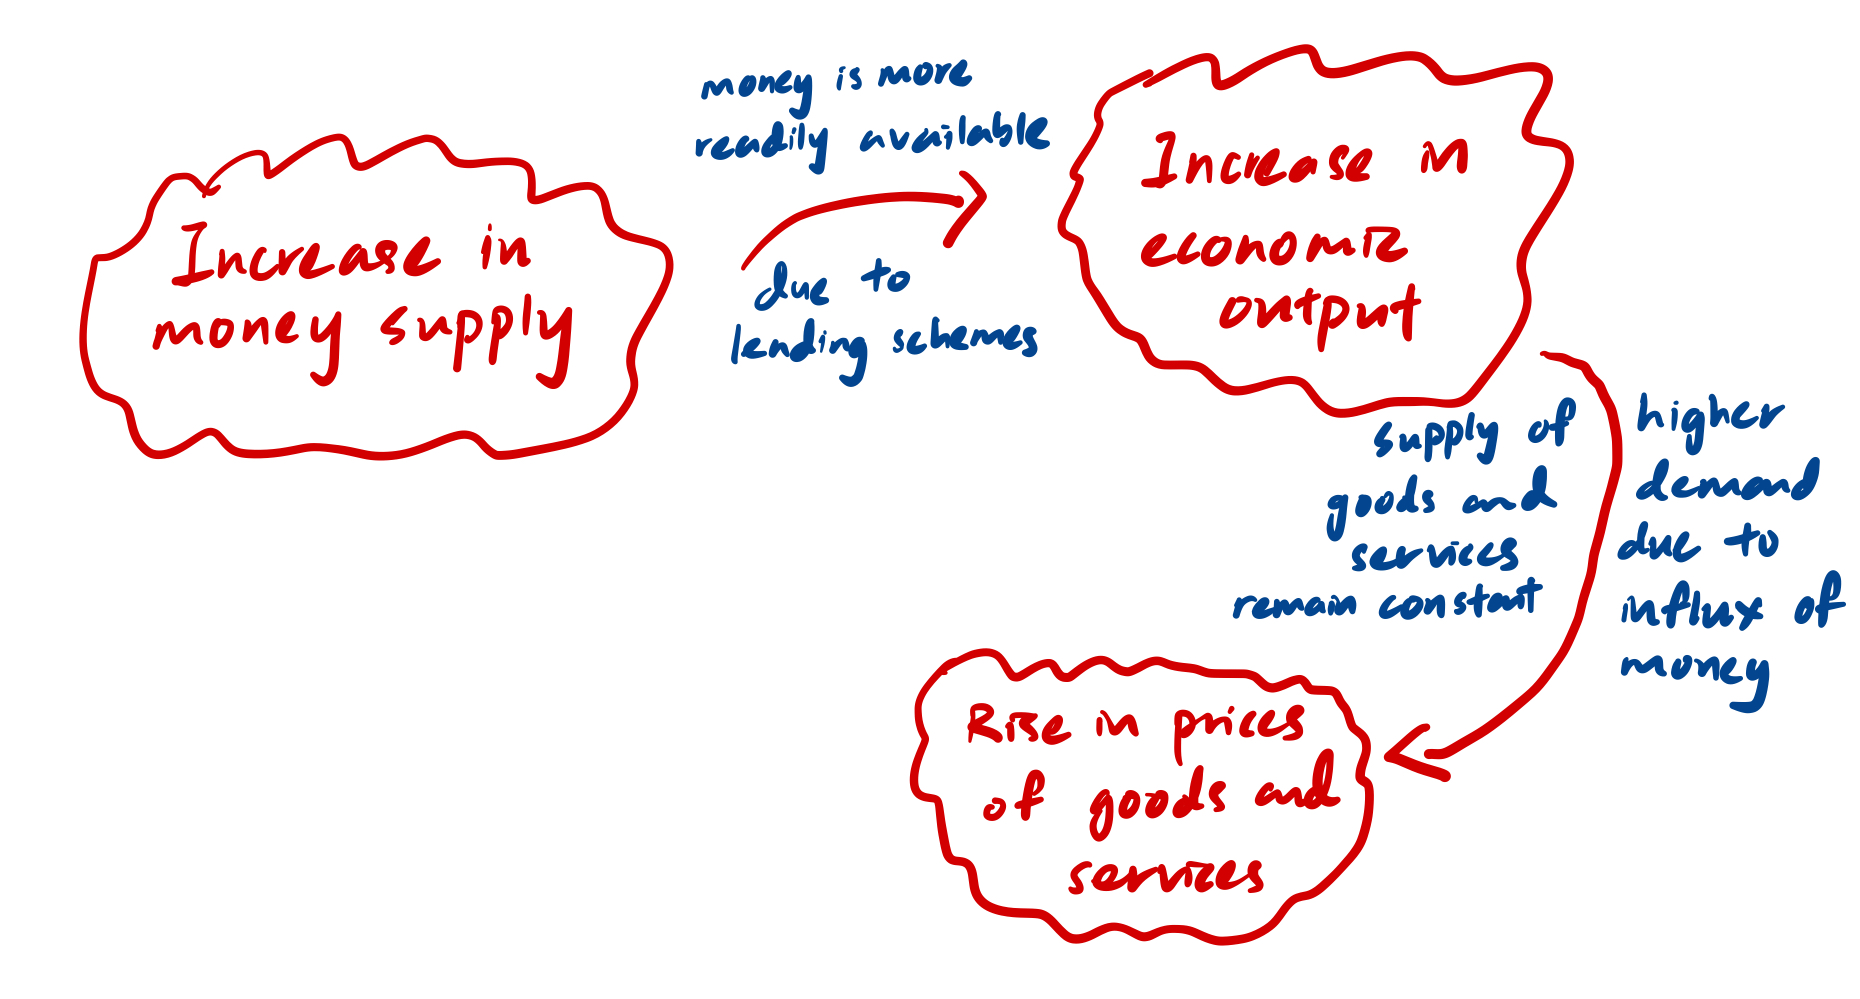 Increase in
money supply
money is more
readily available
due to
lending schemes
Increase in
economic
output
supply of
goods and
services
remain constant
higher
demand
due to
influx of
money
Rise in prices
of goods and
services